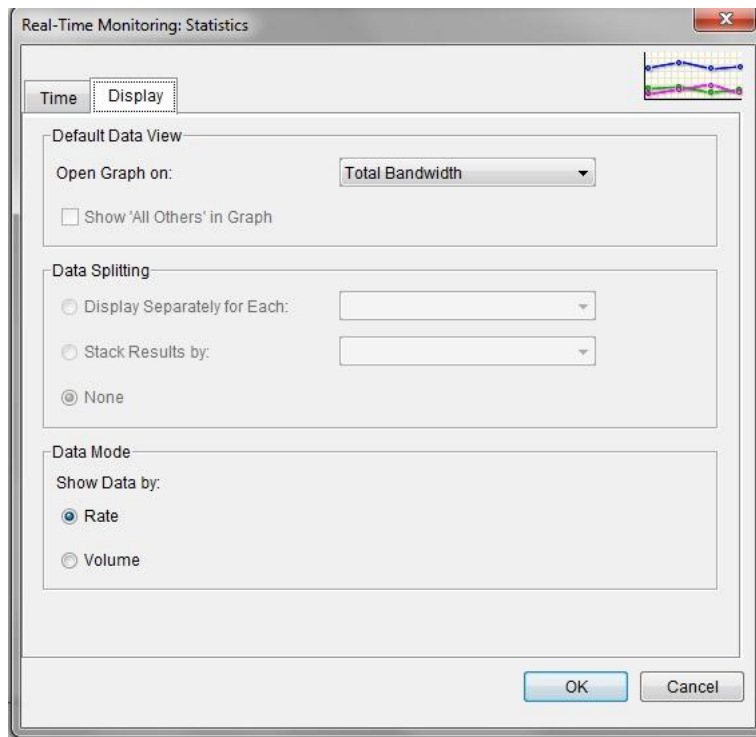 Real-Time Monitoring: Statistics
x
Time Display
Default Data View
Open Graph on: Total Bandwidth
Show 'All Others' in Graph
Data Splitting
Display Separately for Each:
Stack Results by:
None
Data Mode
Show Data by:
Rate
Volume
OK Cancel